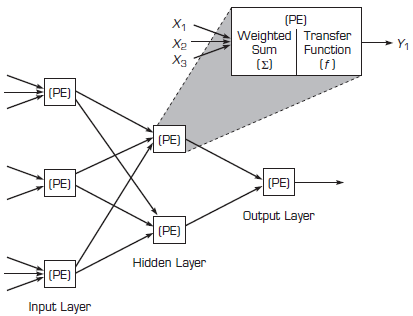 X1
X2
X3
(PE)
Weighted Transfer
Sum Function
(Σ) (f)
Y1
(PE)
(PE)
(PE)
(PE)
(PE)
(PE)
Output Layer
Hidden Layer
Input Layer